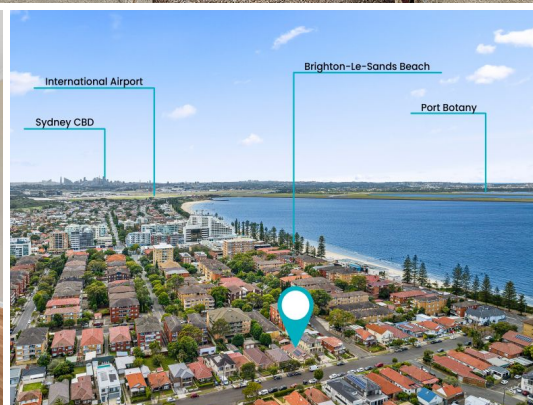 Brighton-Le-Sands Beach
International Airport
Port Botany
Sydney CBD